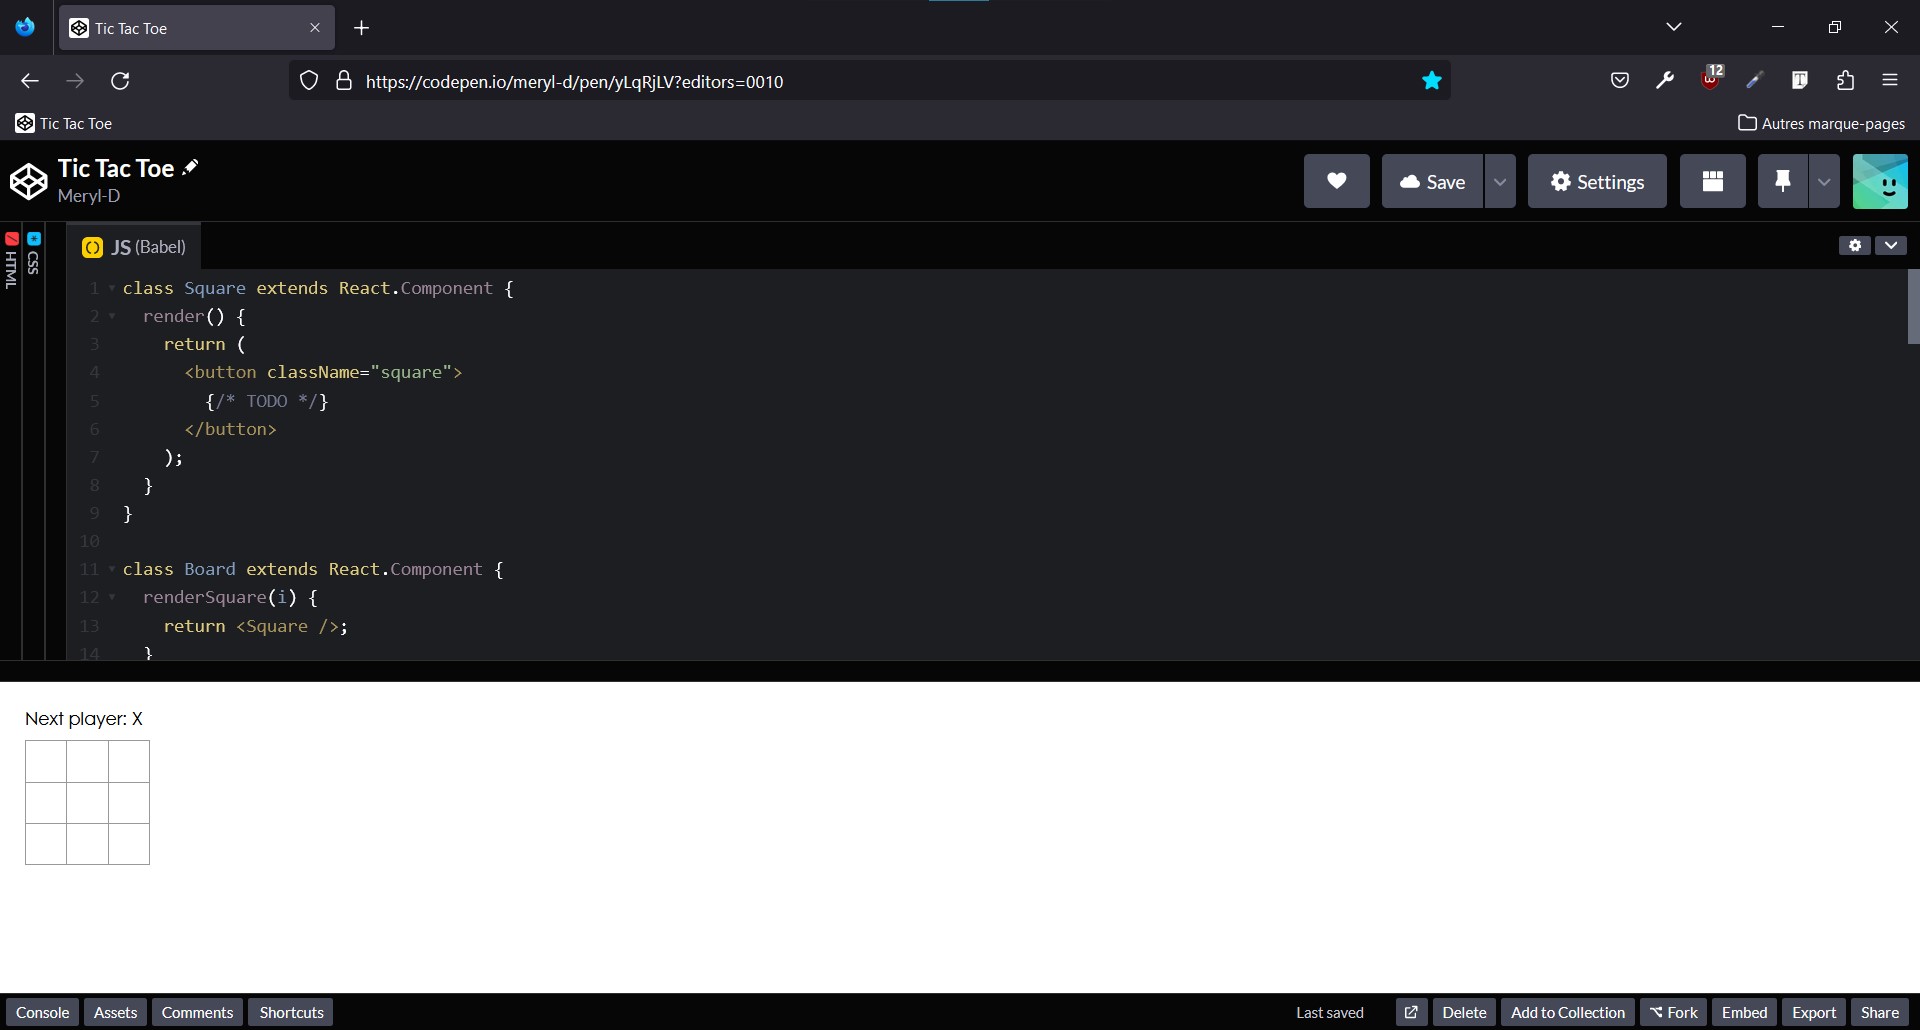 Tic Tac Toe
https://codepen.io/meryl-d/pen/yLqRjLV?editors=0010
12
Tic Tac Toe
Autres marque-pages
Tic Tac Toe
Meryl-D
Save
Settings
HTML
CSS
JS (Babel)
1 class Square extends React.Component {
2 render() {
3 return (
4 <button className="square">
5 {/* TODO */}
6 </button>
7 );
8 }
9 }
10
11 class Board extends React.Component {
12 renderSquare(i) {
13 return <Square />;
14 }
Next player: X
Console Assets Comments Shortcuts Last saved Delete Add to Collection Fork Embed Export Share